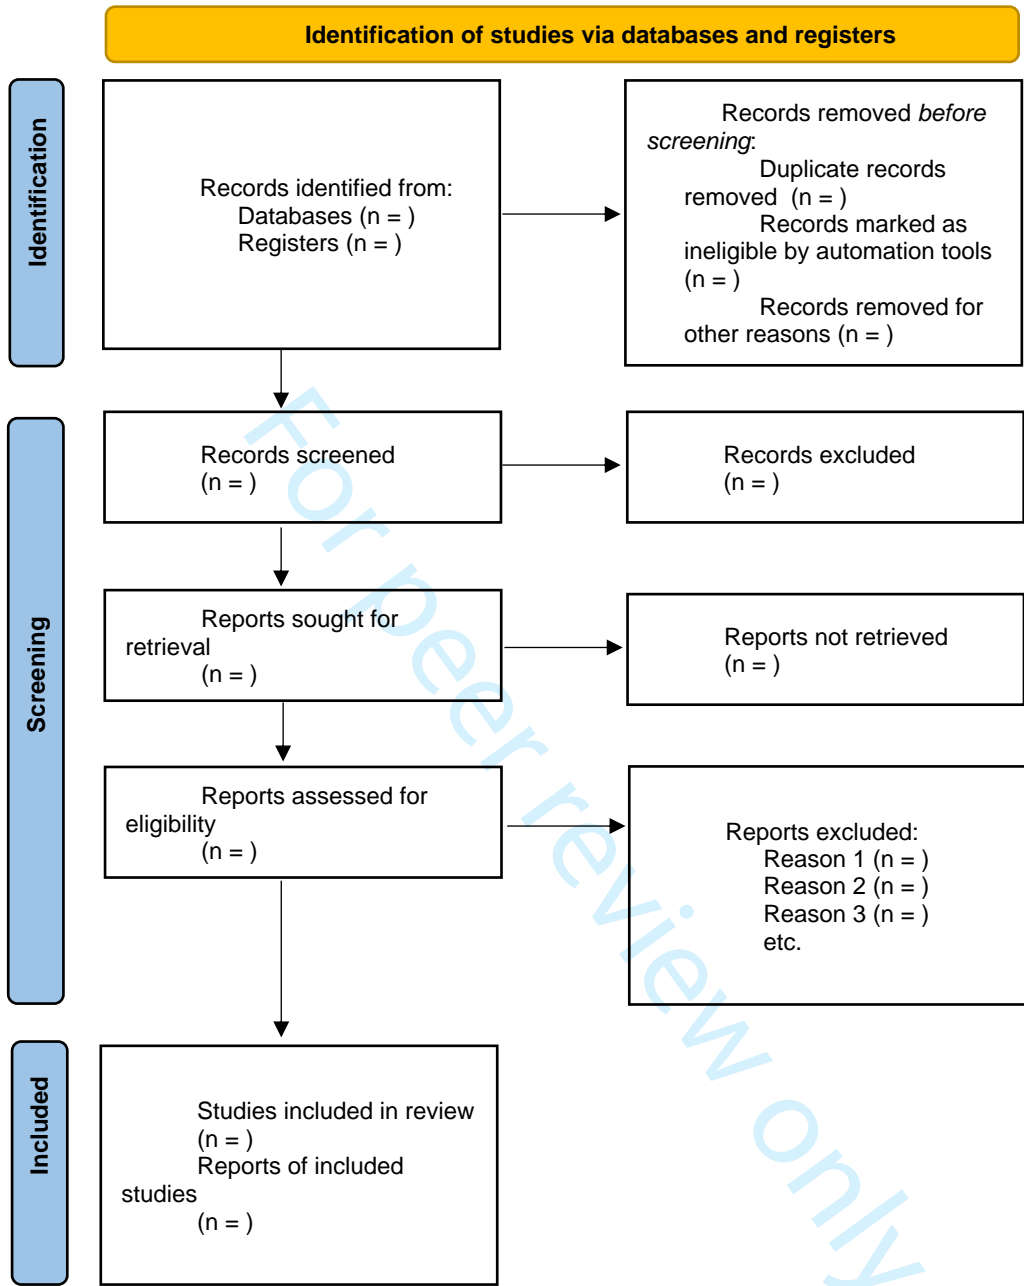 Identification of studies via databases and registers
Identification
Records identified from:
Databases (n = )
Registers (n = )
Records removed before
screening:
Duplicate records
removed  (n = )
Records marked as
ineligible by automation tools
(n = )
Records removed for
other reasons (n = )
Screening
Records screened
(n = )
Records excluded
(n = )
Reports sought for
retrieval
(n = )
Reports not retrieved
(n = )
Reports assessed for
eligibility
(n = )
Reports excluded:
Reason 1 (n = )
Reason 2 (n = )
Reason 3 (n = )
etc.
Included
Studies included in review
(n = )
Reports of included
studies
(n = )
For peer review only